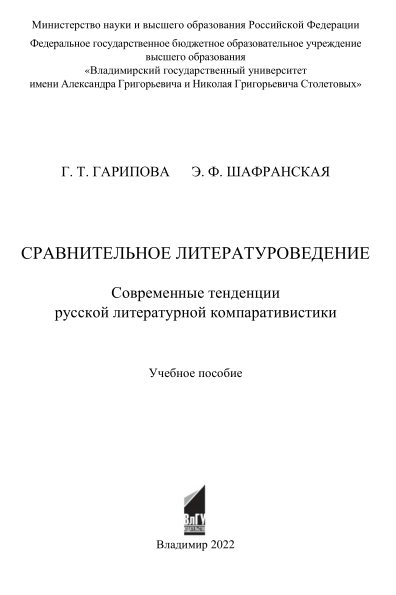 Министерство науки и высшего образования Российской Федерации
Федеральное государственное бюджетное образовательное учреждение
высшего образования
«Владимирский государственный университет
имени Александра Григорьевича и Николая Григорьевича Столетовых»
Г. Т. ГАРИПОВА Э. Ф. ШАФРАНСКАЯ
СРАВНИТЕЛЬНОЕ ЛИТЕРАТУРОВЕДЕНИЕ
Современные тенденции
русской литературной компаративистики
Учебное пособие
ВлГУ
Владимир 2022